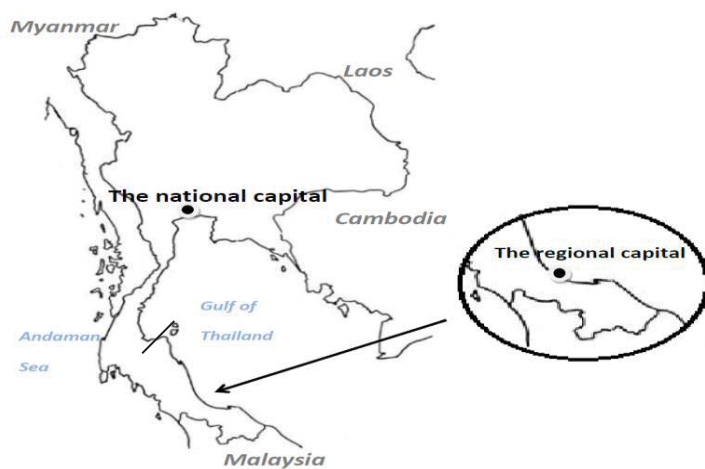 Myanmar
Laos
The national capital
Cambodia
The regional capital
Gulf of
Thailand
Andaman
Sea
Malaysia